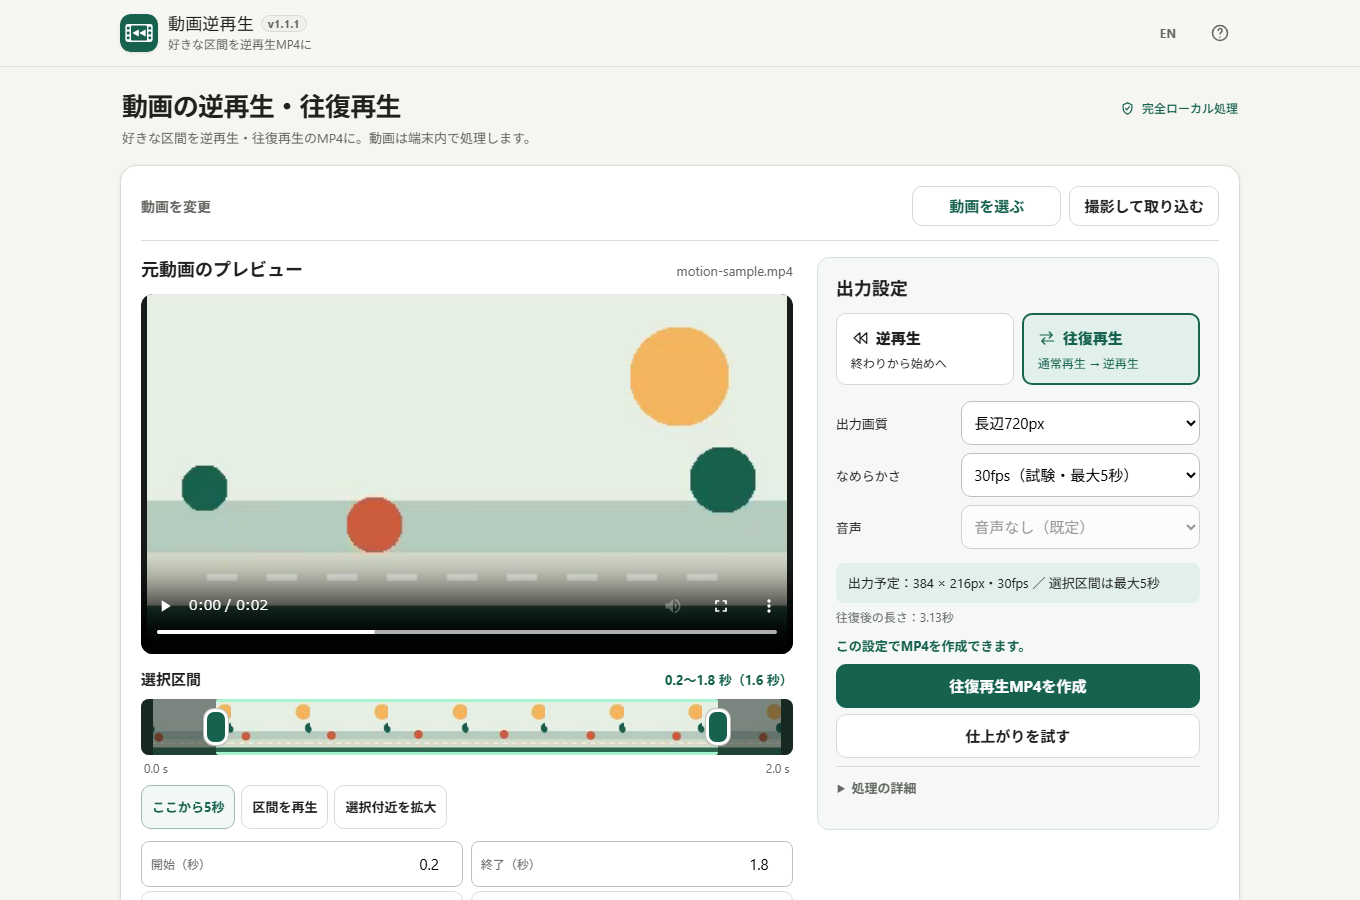 動画逆再生 v1.1.1
好きな区間を逆再生MP4に
EN
動画の逆再生・往復再生
完全ローカル処理
好きな区間を逆再生・往復再生のMP4に。動画は端末内で処理します。
動画を変更
動画を選ぶ
撮影して取り込む
元動画のプレビュー
motion-sample.mp4
0:00 / 0:02
選択区間
0.2〜1.8 秒（1.6 秒）
0.0 s
2.0 s
ここから5秒
区間を再生
選択付近を拡大
開始（秒）
0.2
終了（秒）
1.8
出力設定
逆再生
終わりから始めへ
往復再生
通常再生 → 逆再生
出力画質
長辺720px
なめらかさ
30fps（試験・最大5秒）
音声
音声なし（既定）
出力予定：384 × 216px・30fps ／ 選択区間は最大5秒
往復後の長さ：3.13秒
この設定でMP4を作成できます。
往復再生MP4を作成
仕上がりを試す
処理の詳細